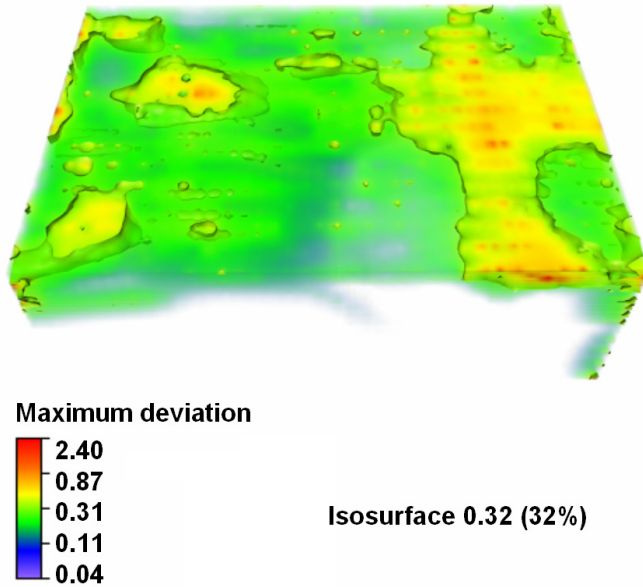 Maximum deviation
2.40
0.87
0.31
0.11
0.04
Isosurface 0.32 (32%)